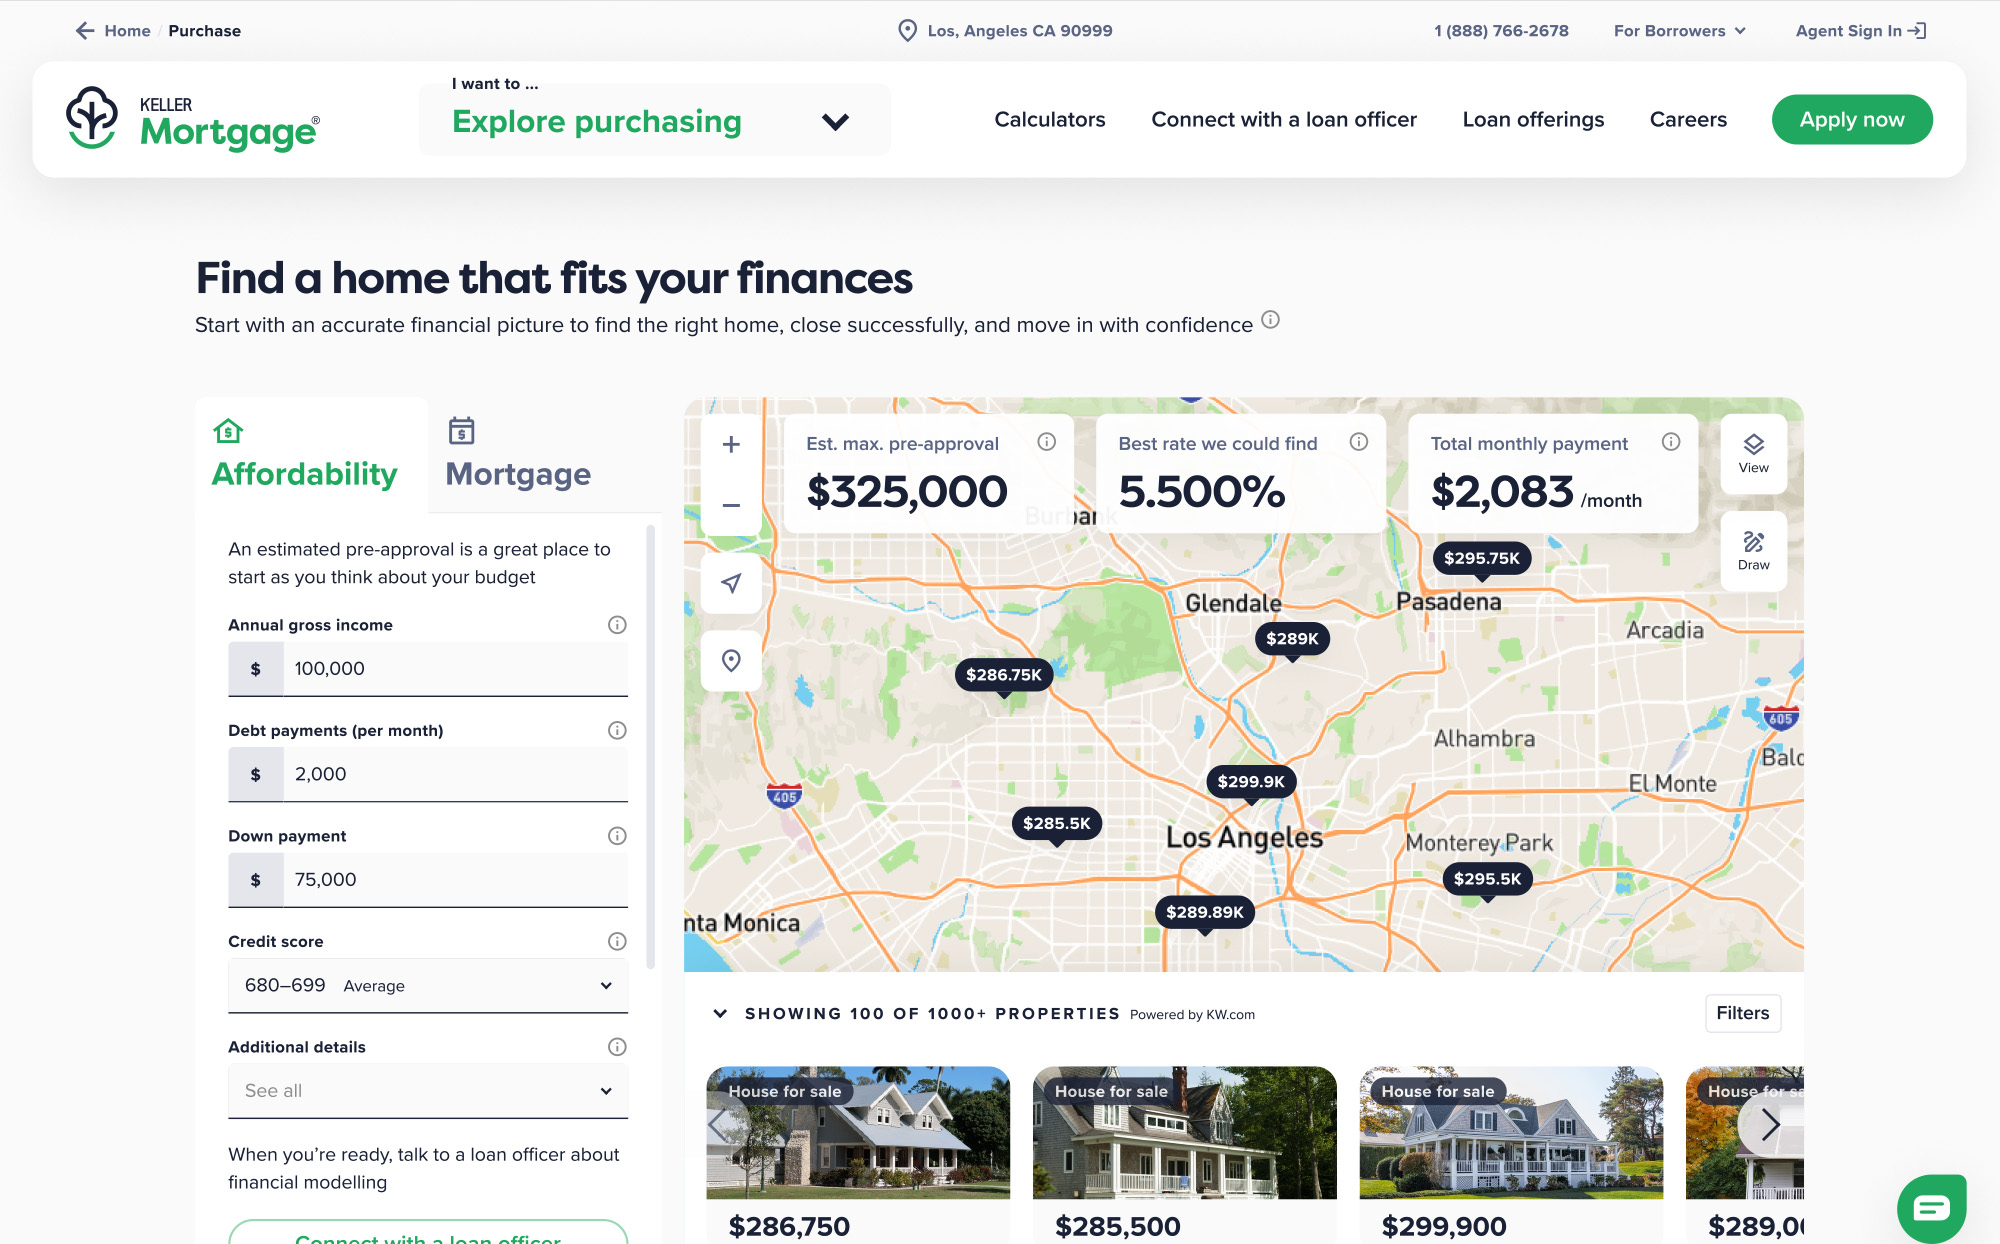 Home / Purchase
Los, Angeles CA 90999
1 (888) 766-2678
For Borrowers
Agent Sign In
KELLER
Mortgage®
I want to ...
Explore purchasing
Calculators
Connect with a loan officer
Loan offerings
Careers
Apply now
Find a home that fits your finances
Start with an accurate financial picture to find the right home, close successfully, and move in with confidence
Affordability
Mortgage
An estimated pre-approval is a great place to
start as you think about your budget
Annual gross income
$ 100,000
Debt payments (per month)
$ 2,000
Down payment
$ 75,000
Credit score
680–699 Average
Additional details
See all
When you’re ready, talk to a loan officer about
financial modelling
Connect with a loan officer
Est. max. pre-approval
$325,000
Best rate we could find
5.500%
Total monthly payment
$2,083 /month
View
Draw
Burbank
$295.75K
Glendale
Pasadena
Arcadia
$289K
$286.75K
605
Alhambra
Bald
El Monte
$299.9K
405
$285.5K
Los Angeles
Monterey Park
$295.5K
$289.89K
nta Monica
SHOWING 100 OF 1000+ PROPERTIES Powered by KW.com
Filters
House for sale
$286,750
House for sale
$285,500
House for sale
$299,900
House for sa
$289,00